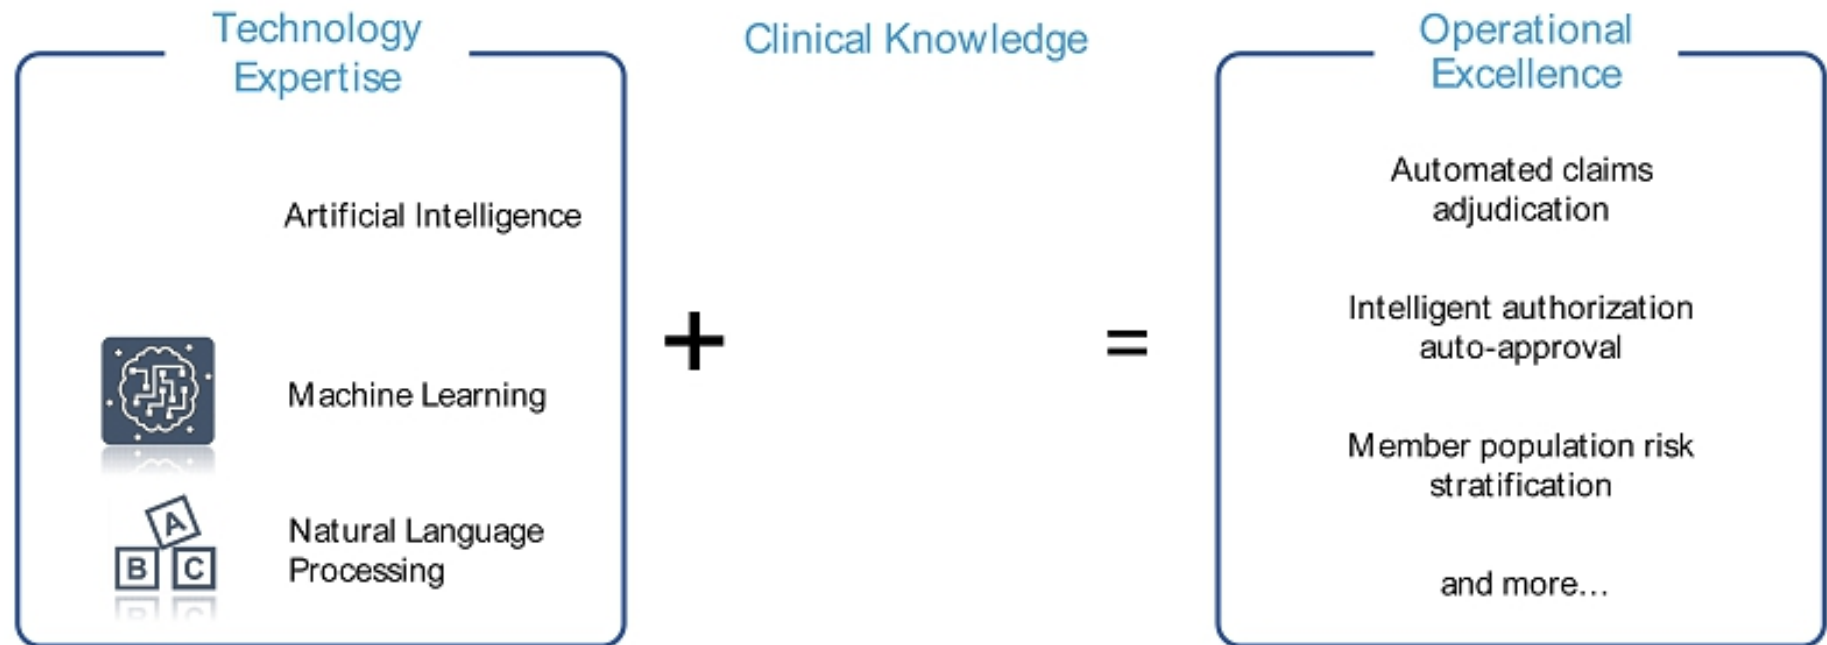 Technology
Expertise
Artificial Intelligence
Machine Learning
A
B C
Natural Language
Processing
+
Clinical Knowledge
=
Operational
Excellence
Automated claims
adjudication
Intelligent authorization
auto-approval
Member population risk
stratification
and more...